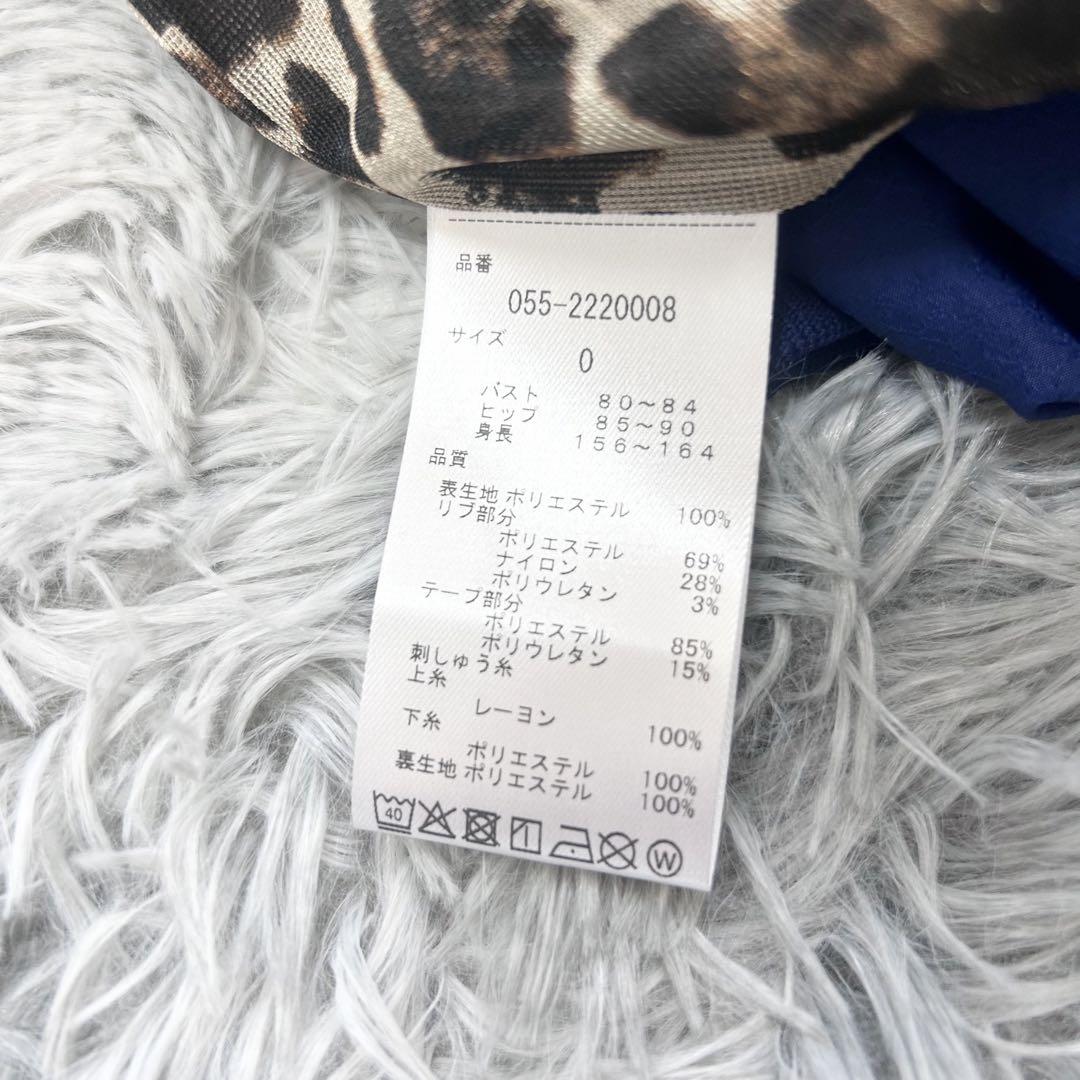 品番
055-2220008
サイズ
0
バスト 80～84
ヒップ 85～90
身長 156～164
品質
表生地 ポリエステル 100%
リブ部分
ポリエステル 69%
ナイロン 28%
ポリウレタン 3%
テープ部分
ポリエステル 85%
ポリウレタン 15%
刺しゅう糸
上糸
レーヨン 100%
下糸
ポリエステル 100%
裏生地 ポリエステル 100%
40 W